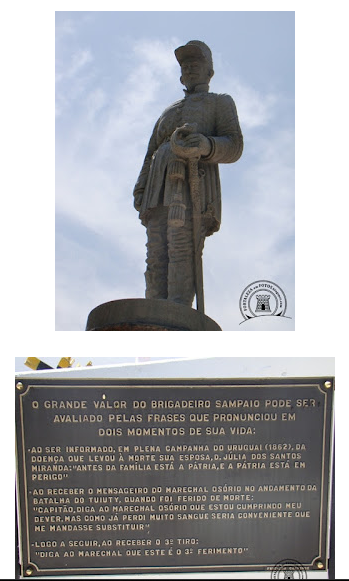 O GRANDE VALOR DO BRIGADEIRO SAMPAIO PODE SER
AVALIADO PELAS FRASES QUE PRONUNCIOU EM
DOIS MOMENTOS DE SUA VIDA:
-AO SER INFORMADO, EM PLENA CAMPANHA DO URUGUAI (1862), DA
DOENÇA QUE LEVOU À MORTE SUA ESPOSA, D. JULIA DOS SANTOS
MIRANDA: "ANTES DA FAMÍLIA ESTÁ A PÁTRIA, E A PÁTRIA ESTÁ EM
PERIGO"
-AO RECEBER O MENSAGEIRO DO MARECHAL OSÓRIO NO ANDAMENTO DA
BATALHA DO TUIUTY, QUANDO FOI FERIDO DE MORTE:
"CAPITÃO, DIGA AO MARECHAL OSÓRIO QUE ESTOU CUMPRINDO MEU
DEVER, MAS COMO JÁ PERDI MUITO SANGUE SERIA CONVENIENTE QUE
ME MANDASSE SUBSTITUIR"
-LOGO A SEGUIR, AO RECEBER O 3º TIRO:
"DIGA AO MARECHAL QUE ESTE É O 3º FERIMENTO"